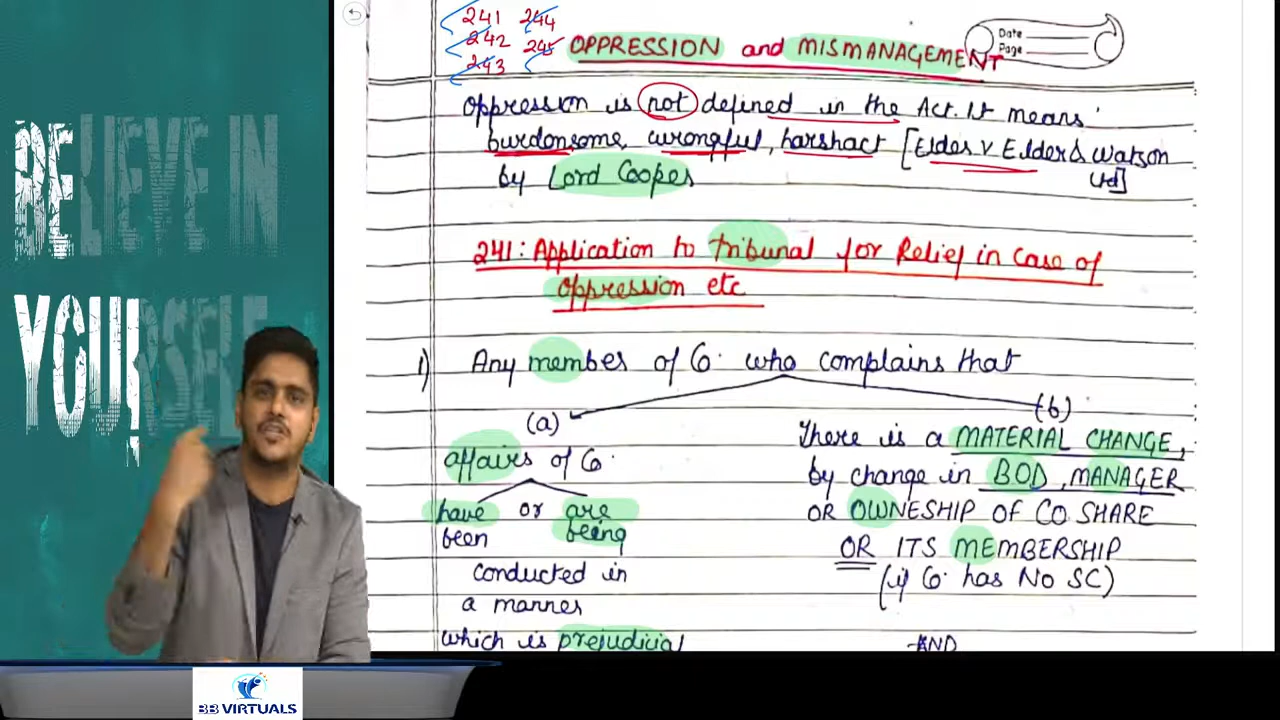 BELIEVE IN
YOURSELF
241 244
242 245
243
OPPRESSION and MISMANAGEMENT
Date
Page
Oppression is not defined in the Act. It means
burdonsome, wrongful, harshact [Elder v Elder & Watson
Ltd]
by Lord Cooper
241: Application to Tribunal for Relief in Case of
oppression etc
1) Any member of Co. who complains that
(a)
(b)
affairs of Co.
have or are
been being
conducted in
a manner
which is prejudicial
There is a MATERIAL CHANGE,
by change in BOD, MANAGER
OR OWNESHIP OF CO SHARE
OR ITS MEMBERSHIP
(if Co. has No SC)
AND
BB VIRTUALS